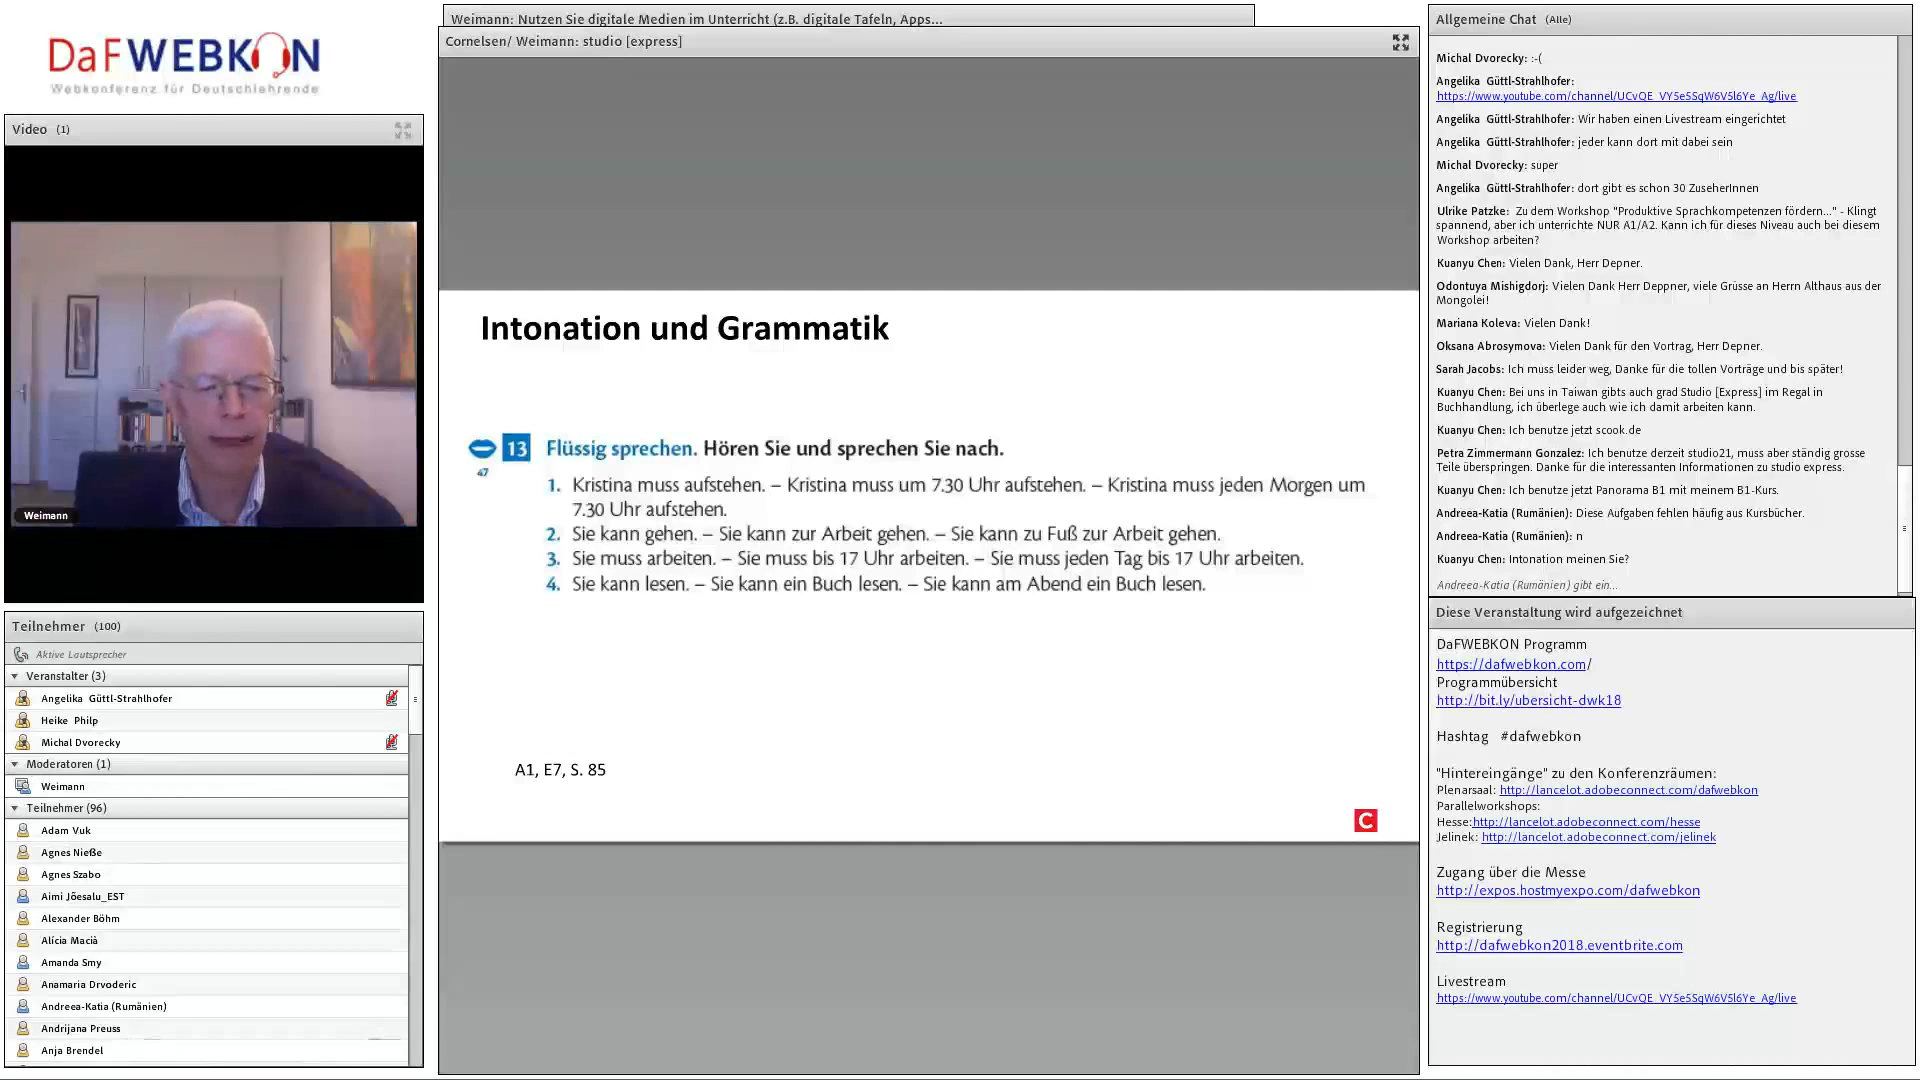 DaFWEBKON
Webkonferenz für Deutschlehrende
Video (1)
Weimann
Teilnehmer (100)
Aktive Lautsprecher
Veranstalter (3)
Angelika Güttl-Strahlhofer
Heike Philp
Michal Dvorecky
Moderatoren (1)
Weimann
Teilnehmer (96)
Adam Vuk
Agnes Nieße
Agnes Szabo
Aimi Jõesalu_EST
Alexander Böhm
Alícia Macià
Amanda Smy
Anamaria Drvoderic
Andreea-Katia (Rumänien)
Andrijana Preuss
Anja Brendel
Weimann: Nutzen Sie digitale Medien im Unterricht (z.B. digitale Tafeln, Apps...
Cornelsen/ Weimann: studio [express]
Intonation und Grammatik
13 Flüssig sprechen. Hören Sie und sprechen Sie nach.
47
1. Kristina muss aufstehen. – Kristina muss um 7.30 Uhr aufstehen. – Kristina muss jeden Morgen um
7.30 Uhr aufstehen.
2. Sie kann gehen. – Sie kann zur Arbeit gehen. – Sie kann zu Fuß zur Arbeit gehen.
3. Sie muss arbeiten. – Sie muss bis 17 Uhr arbeiten. – Sie muss jeden Tag bis 17 Uhr arbeiten.
4. Sie kann lesen. – Sie kann ein Buch lesen. – Sie kann am Abend ein Buch lesen.
A1, E7, S. 85
C
Allgemeine Chat (Alle)
Michal Dvorecky: :-(
Angelika Güttl-Strahlhofer:
https://www.youtube.com/channel/UCvQE_VY5e5SqW6V5l6Ye_Ag/live
Angelika Güttl-Strahlhofer: Wir haben einen Livestream eingerichtet
Angelika Güttl-Strahlhofer: jeder kann dort mit dabei sein
Michal Dvorecky: super
Angelika Güttl-Strahlhofer: dort gibt es schon 30 ZuseherInnen
Ulrike Patzke: Zu dem Workshop "Produktive Sprachkompetenzen fördern..." - Klingt
spannend, aber ich unterrichte NUR A1/A2. Kann ich für dieses Niveau auch bei diesem
Workshop arbeiten?
Kuanyu Chen: Vielen Dank, Herr Depner.
Odontuya Mishigdorj: Vielen Dank Herr Deppner, viele Grüsse an Herrn Althaus aus der
Mongolei!
Mariana Koleva: Vielen Dank!
Oksana Abrosymova: Vielen Dank für den Vortrag, Herr Depner.
Sarah Jacobs: Ich muss leider weg, Danke für die tollen Vorträge und bis später!
Kuanyu Chen: Bei uns in Taiwan gibts auch grad Studio [Express] im Regal in
Buchhandlung, ich überlege auch wie ich damit arbeiten kann.
Kuanyu Chen: Ich benutze jetzt scook.de
Petra Zimmermann Gonzalez: Ich benutze derzeit studio21, muss aber ständig grosse
Teile überspringen. Danke für die interessanten Informationen zu studio express.
Kuanyu Chen: Ich benutze jetzt Panorama B1 mit meinem B1-Kurs.
Andreea-Katia (Rumänien): Diese Aufgaben fehlen häufig aus Kursbücher.
Andreea-Katia (Rumänien): n
Kuanyu Chen: Intonation meinen Sie?
Andreea-Katia (Rumänien) gibt ein...
Diese Veranstaltung wird aufgezeichnet
DaFWEBKON Programm
https://dafwebkon.com/
Programmübersicht
http://bit.ly/ubersicht-dwk18
Hashtag #dafwebkon
"Hintereingänge" zu den Konferenzräumen:
Plenarsaal: http://lancelot.adobeconnect.com/dafwebkon
Parallelworkshops:
Hesse:http://lancelot.adobeconnect.com/hesse
Jelinek: http://lancelot.adobeconnect.com/jelinek
Zugang über die Messe
http://expos.hostmyexpo.com/dafwebkon
Registrierung
http://dafwebkon2018.eventbrite.com
Livestream
https://www.youtube.com/channel/UCvQE_VY5e5SqW6V5l6Ye_Ag/live